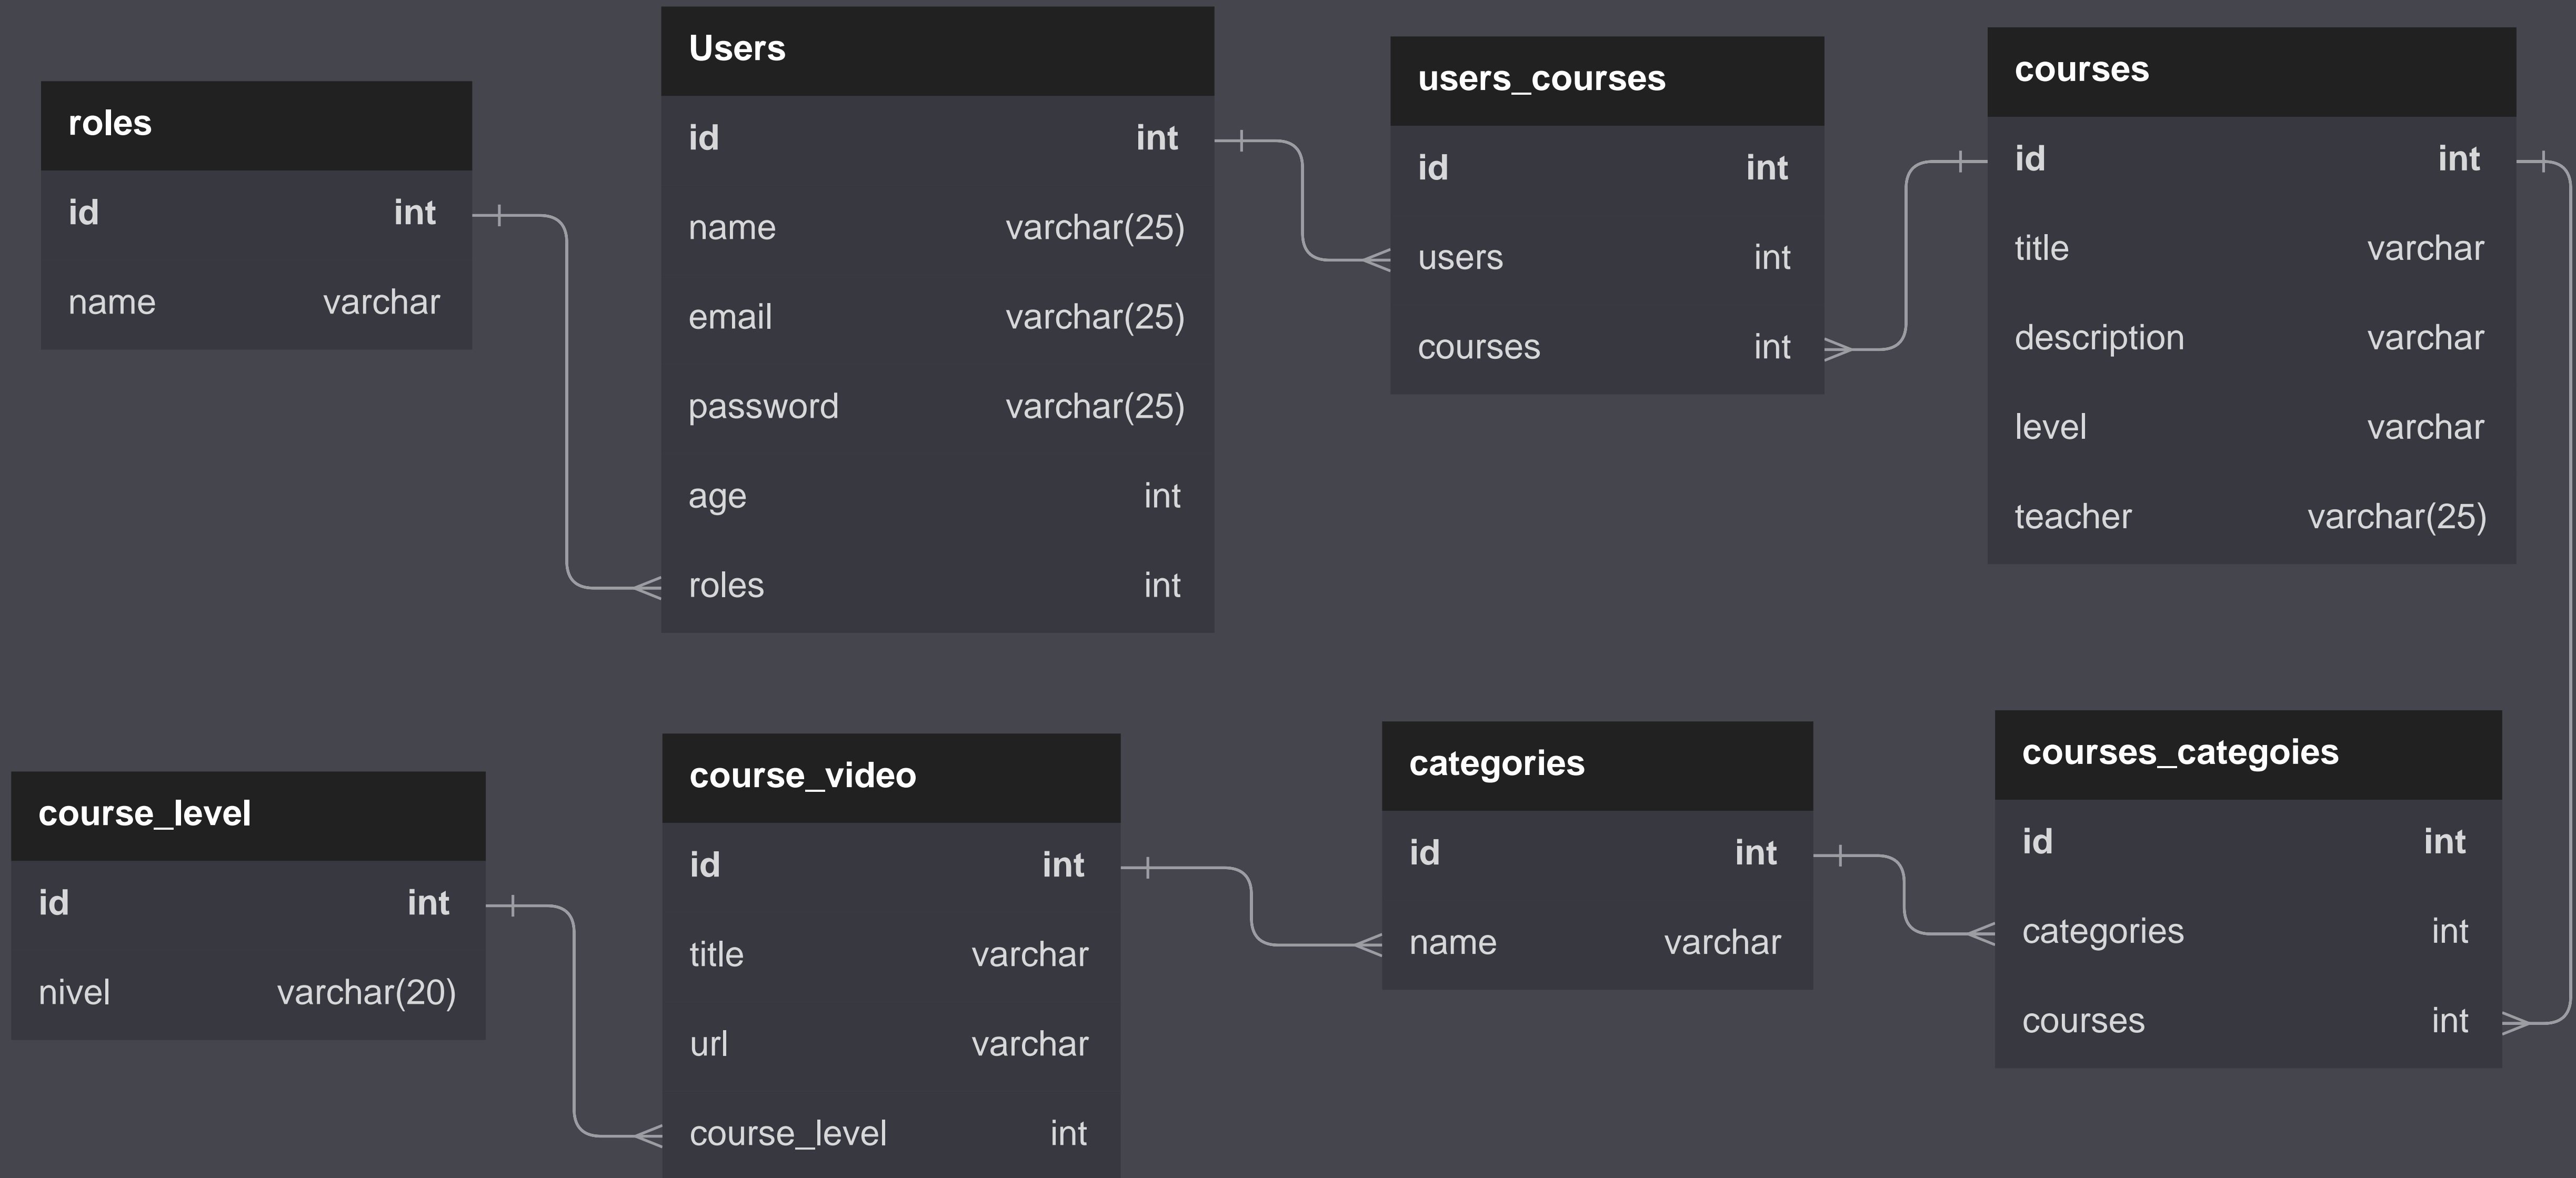 roles
id int
name varchar
Users
id int
name varchar(25)
email varchar(25)
password varchar(25)
age int
roles int
users_courses
id int
users int
courses int
courses
id int
title varchar
description varchar
level varchar
teacher varchar(25)
course_level
id int
nivel varchar(20)
course_video
id int
title varchar
url varchar
course_level int
categories
id int
name varchar
courses_categoies
id int
categories int
courses int